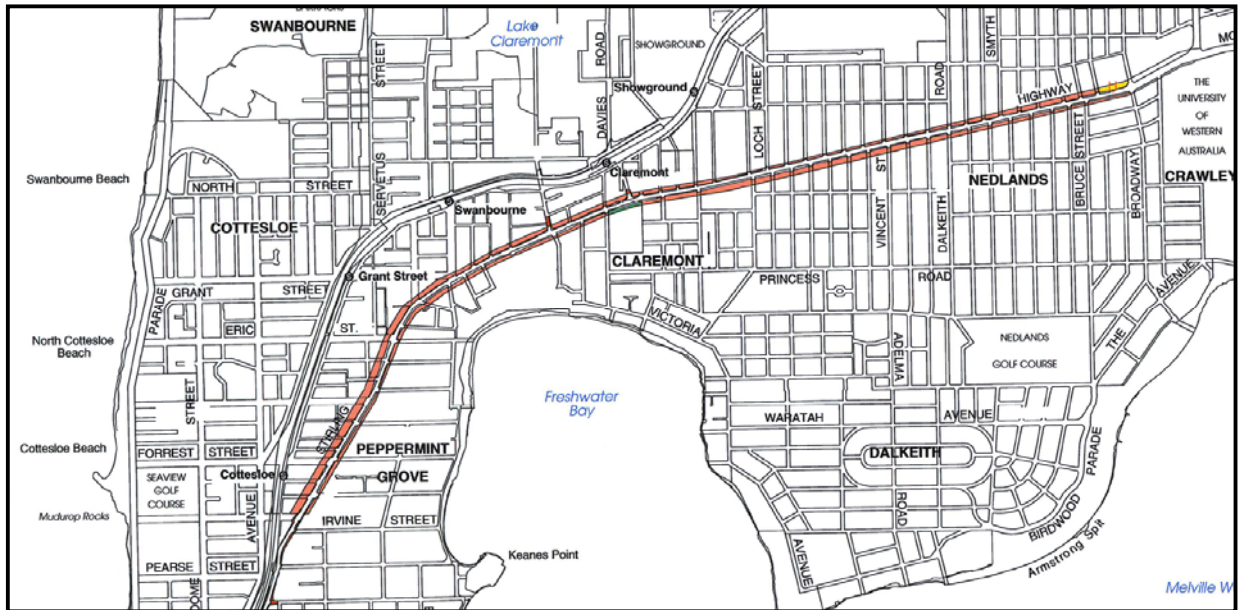 SWANBOURNE
Lake
Claremont
STREET
ROAD
SHOWGROUND
SMYTH
Showground
STREET
ROAD
HIGHWAY
THE
UNIVERSITY
OF
WESTERN
AUSTRALIA
DAVIES
LOCH
Claremont
BRUCE STREET
Swanbourne Beach
NORTH
STREET
SERVETUS
Swanbourne
VINCENT ST
DALKEITH
NEDLANDS
BROADWAY
CRAWLEY
COTTESLOE
CLAREMONT
Grant Street
PRINCESS
ROAD
GRANT
STREET
PARADE
ERIC
ST.
VICTORIA
THE AVENUE
North Cottesloe
Beach
ADELMA
NEDLANDS
GOLF COURSE
STREET
Freshwater
Bay
WARATAH
AVENUE
STIRLING
Cottesloe Beach
FORREST
STREET
PEPPERMINT
GROVE
DALKEITH
PARADE
Cottesloe
SEAVIEW
GOLF
COURSE
Mudurop Rocks
AVENUE
IRVINE
STREET
ROAD
BIRDWOOD
Armstrong Spit
PEARSE
STREET
Keanes Point
AVENUE
Melville W